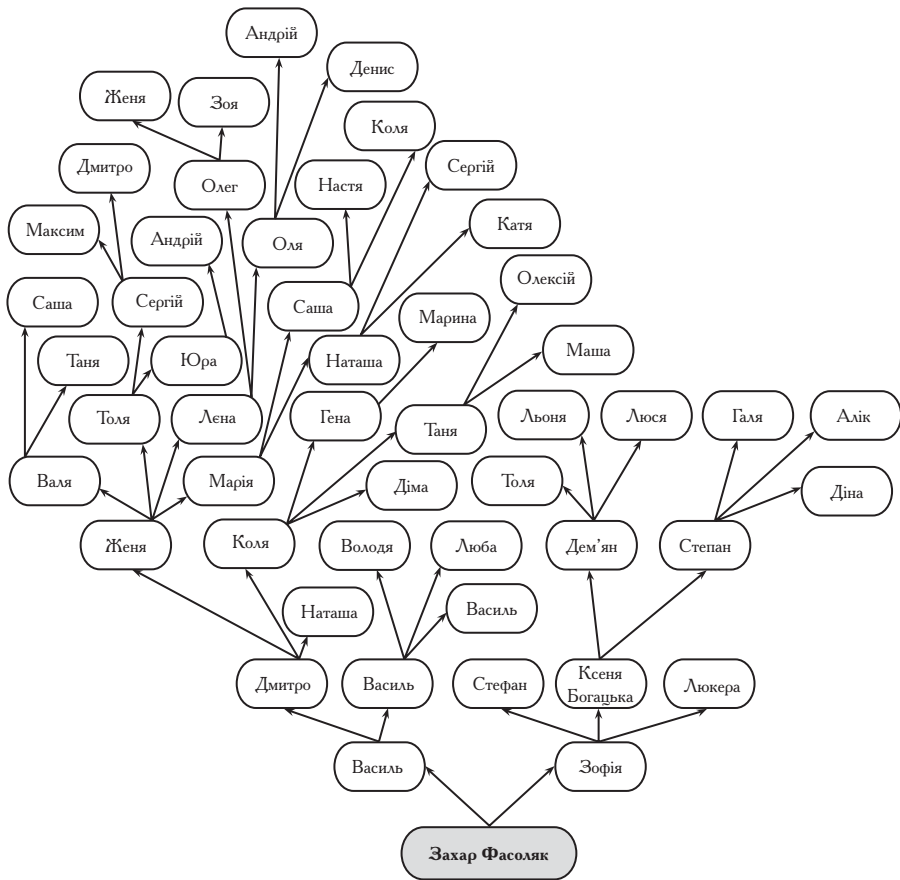 Андрій
Денис
Женя
Зоя
Коля
Дмитро
Олег
Настя
Сергій
Максим
Андрій
Оля
Катя
Саша
Сергій
Саша
Олексій
Марина
Таня
Юра
Наташа
Маша
Толя
Лєна
Гена
Таня
Льоня
Люся
Галя
Алік
Валя
Марія
Діма
Толя
Діна
Женя
Коля
Володя
Люба
Дем'ян
Степан
Наташа
Василь
Дмитро
Василь
Стефан
Ксеня
Богацька
Люкера
Василь
Зофія
Захар Фасоляк